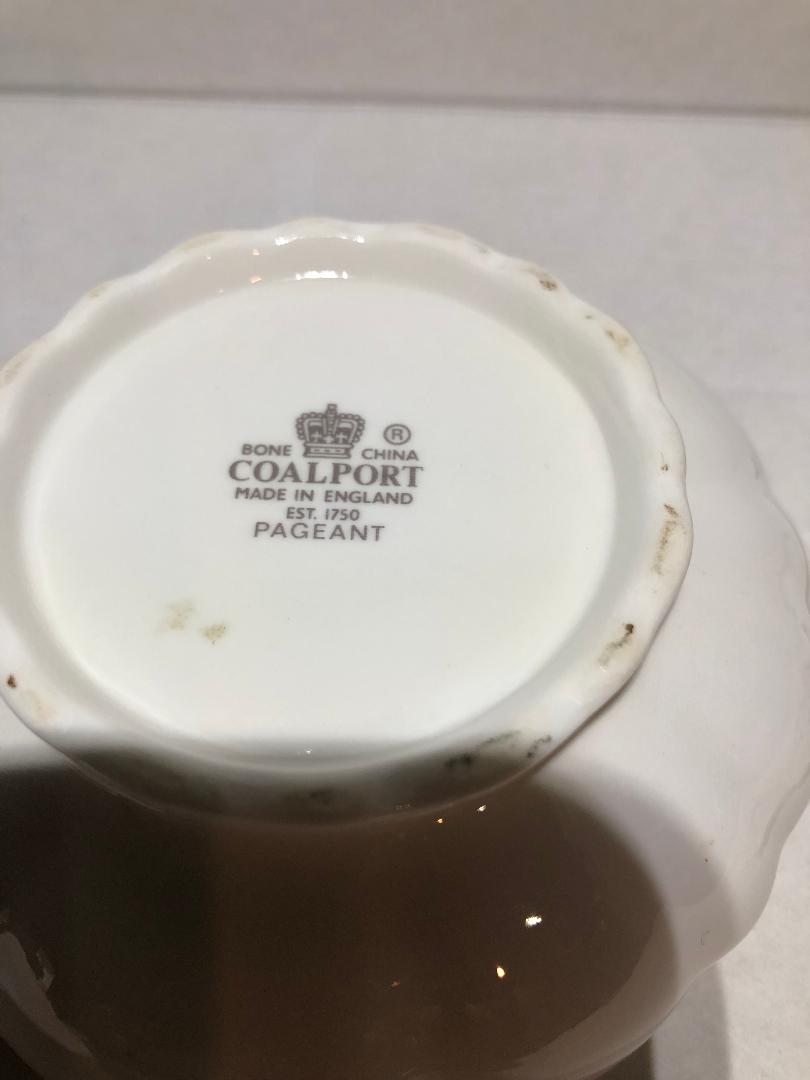 BONE CHINA ®
COALPORT
MADE IN ENGLAND
EST. 1750
PAGEANT